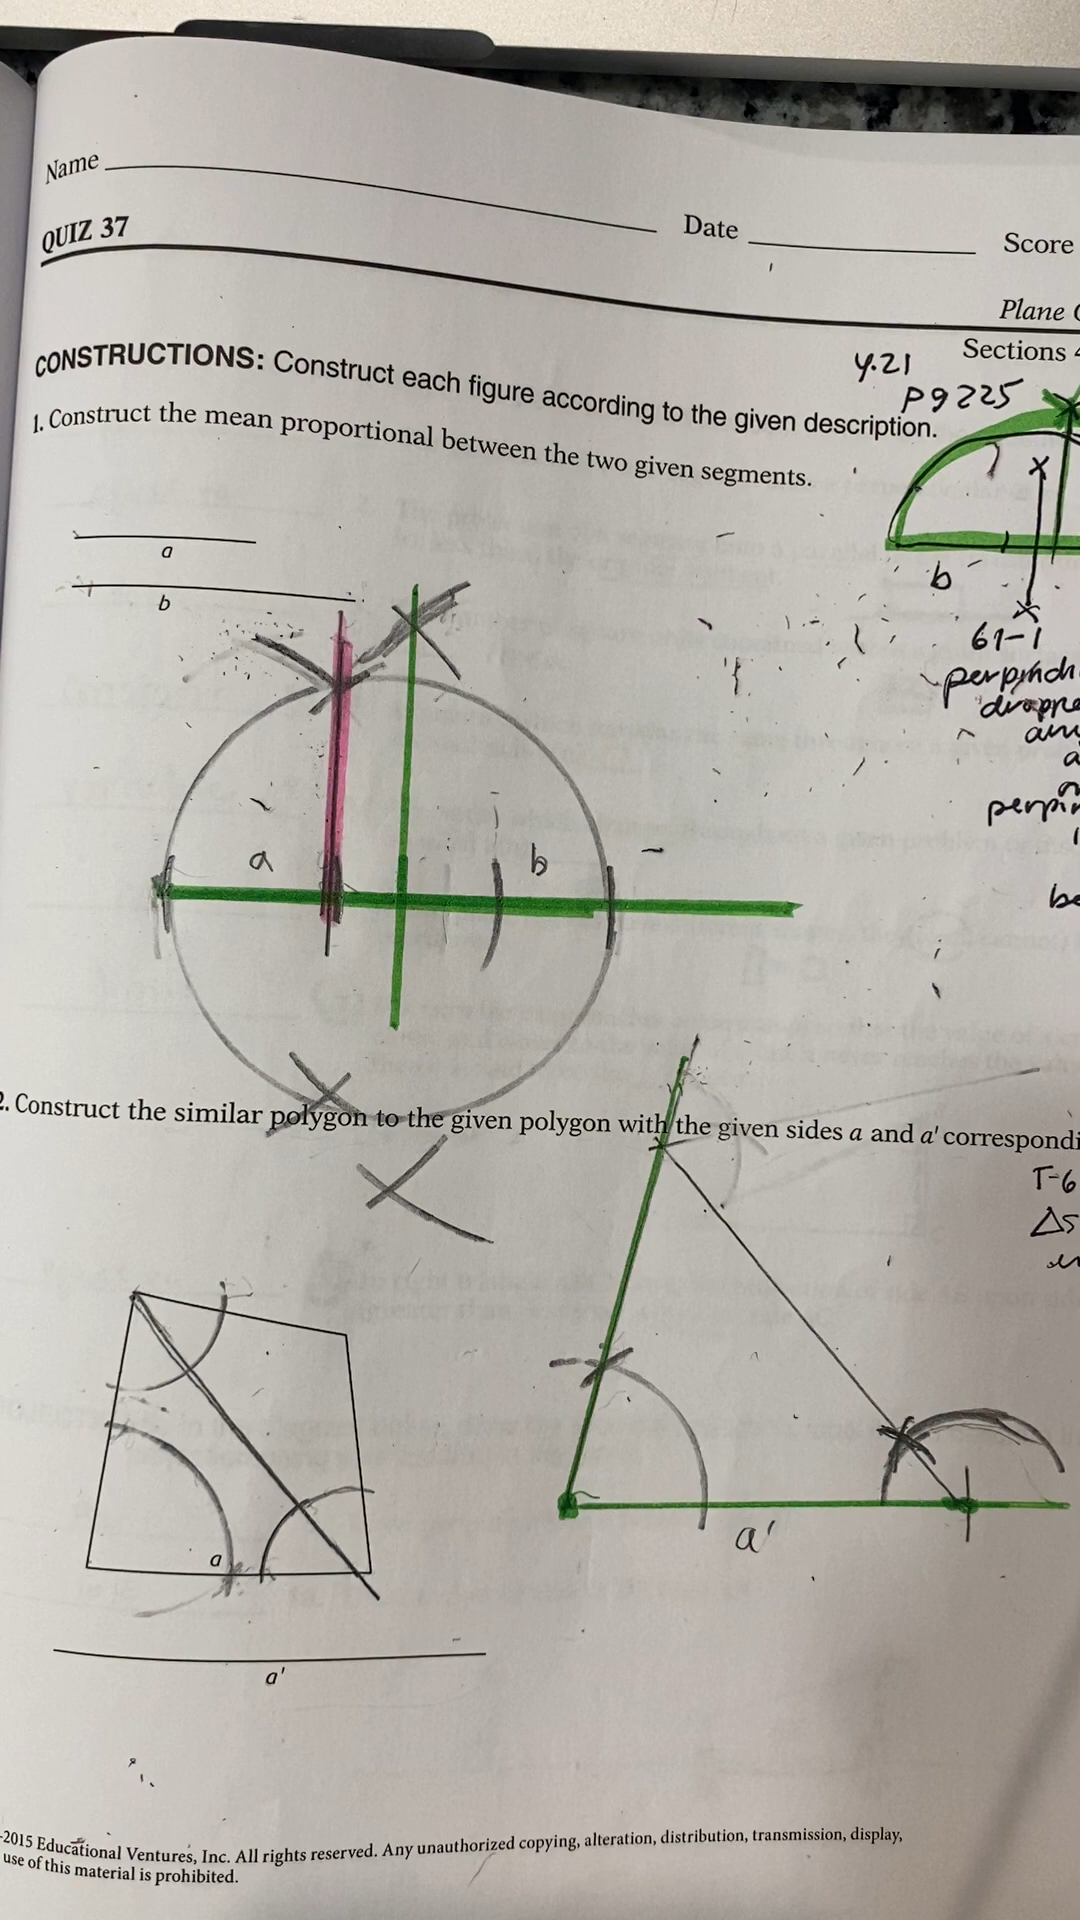 Name
Date
Score
QUIZ 37
Plane
Sections 4
4.21
pg 225
CONSTRUCTIONS: Construct each figure according to the given description.
1. Construct the mean proportional between the two given segments.
a
b
b
61-1
a
b
2. Construct the similar polygon to the given polygon with the given sides a and a' correspondi
T-6
a
a'
a'
-2015 Educational Ventures, Inc. All rights reserved. Any unauthorized copying, alteration, distribution, transmission, display,
use of this material is prohibited.